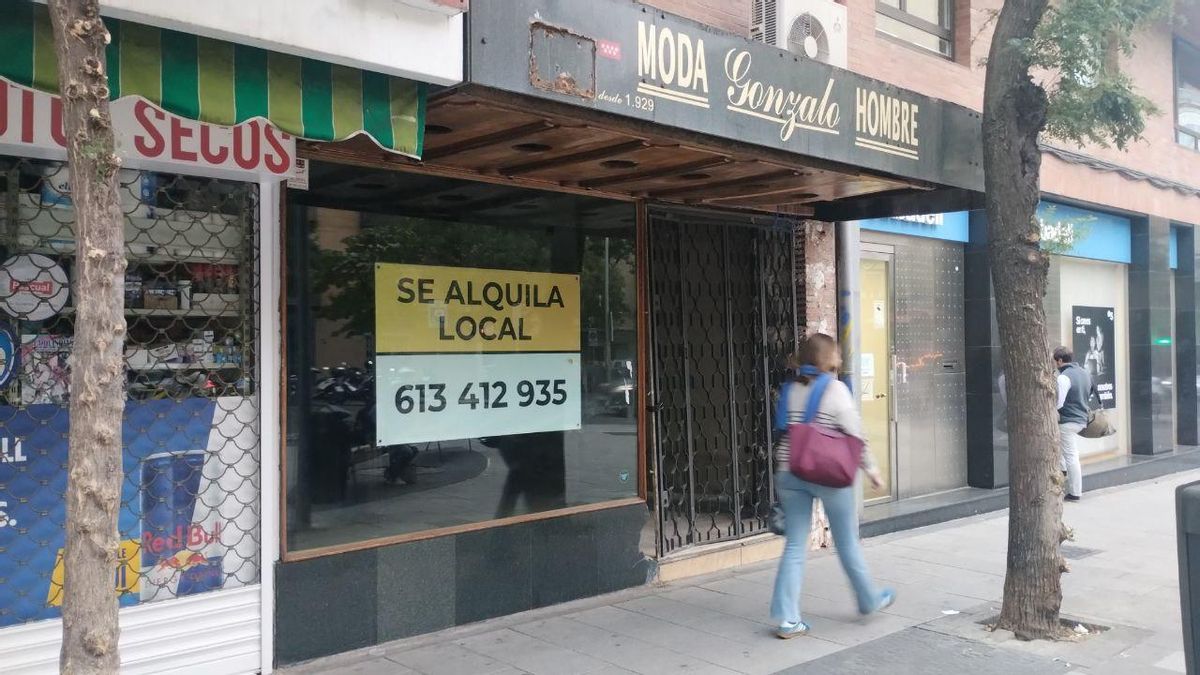 SECOS
desde 1.929
MODA Gonzalo HOMBRE
SE ALQUILA
LOCAL
613 412 935
Pascual
Red Bull